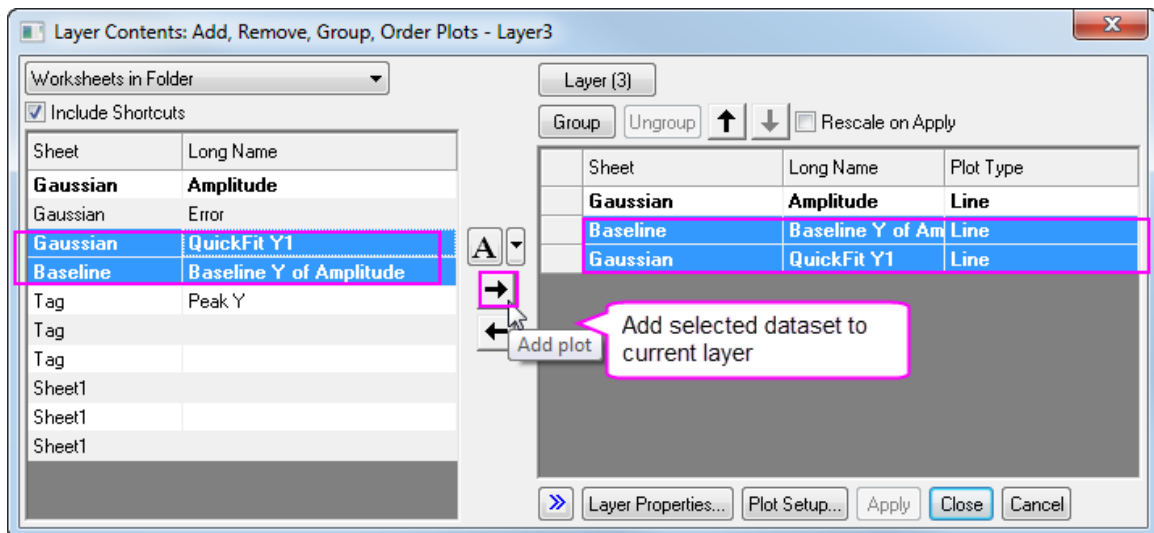 Layer Contents: Add, Remove, Group, Order Plots - Layer3
x
Worksheets in Folder
Include Shortcuts
Sheet Long Name
Gaussian Amplitude
Gaussian Error
Gaussian QuickFit Y1
Baseline Baseline Y of Amplitude
Tag Peak Y
Tag
Tag
Sheet1
Sheet1
Sheet1
A
Add plot
Layer (3)
Group Ungroup Rescale on Apply
Sheet Long Name Plot Type
Gaussian Amplitude Line
Baseline Baseline Y of Am Line
Gaussian QuickFit Y1 Line
Add selected dataset to
current layer
Layer Properties... Plot Setup... Apply Close Cancel